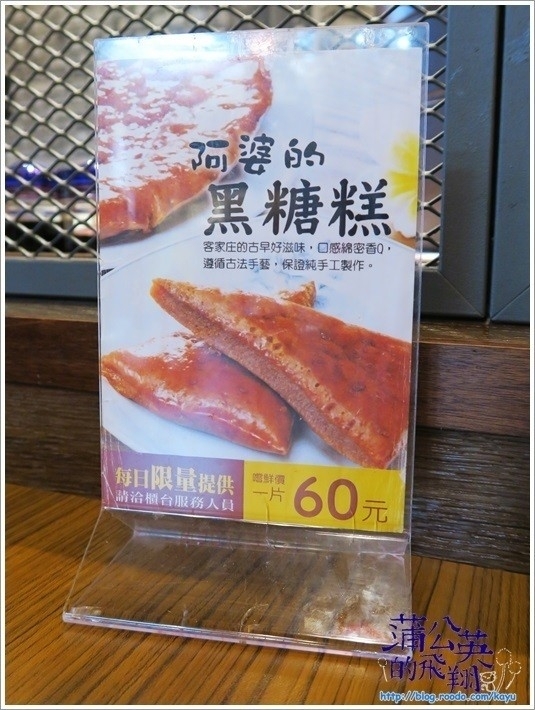 阿婆的
黑糖糕
客家庄的古早好滋味，口感綿密香Q，
遵循古法手藝，保證純手工製作。
每日限量提供
請洽櫃台服務人員
嚐鮮價
一片 60元
蒲公英
的飛翔
http://blog.roodo.com/kayu